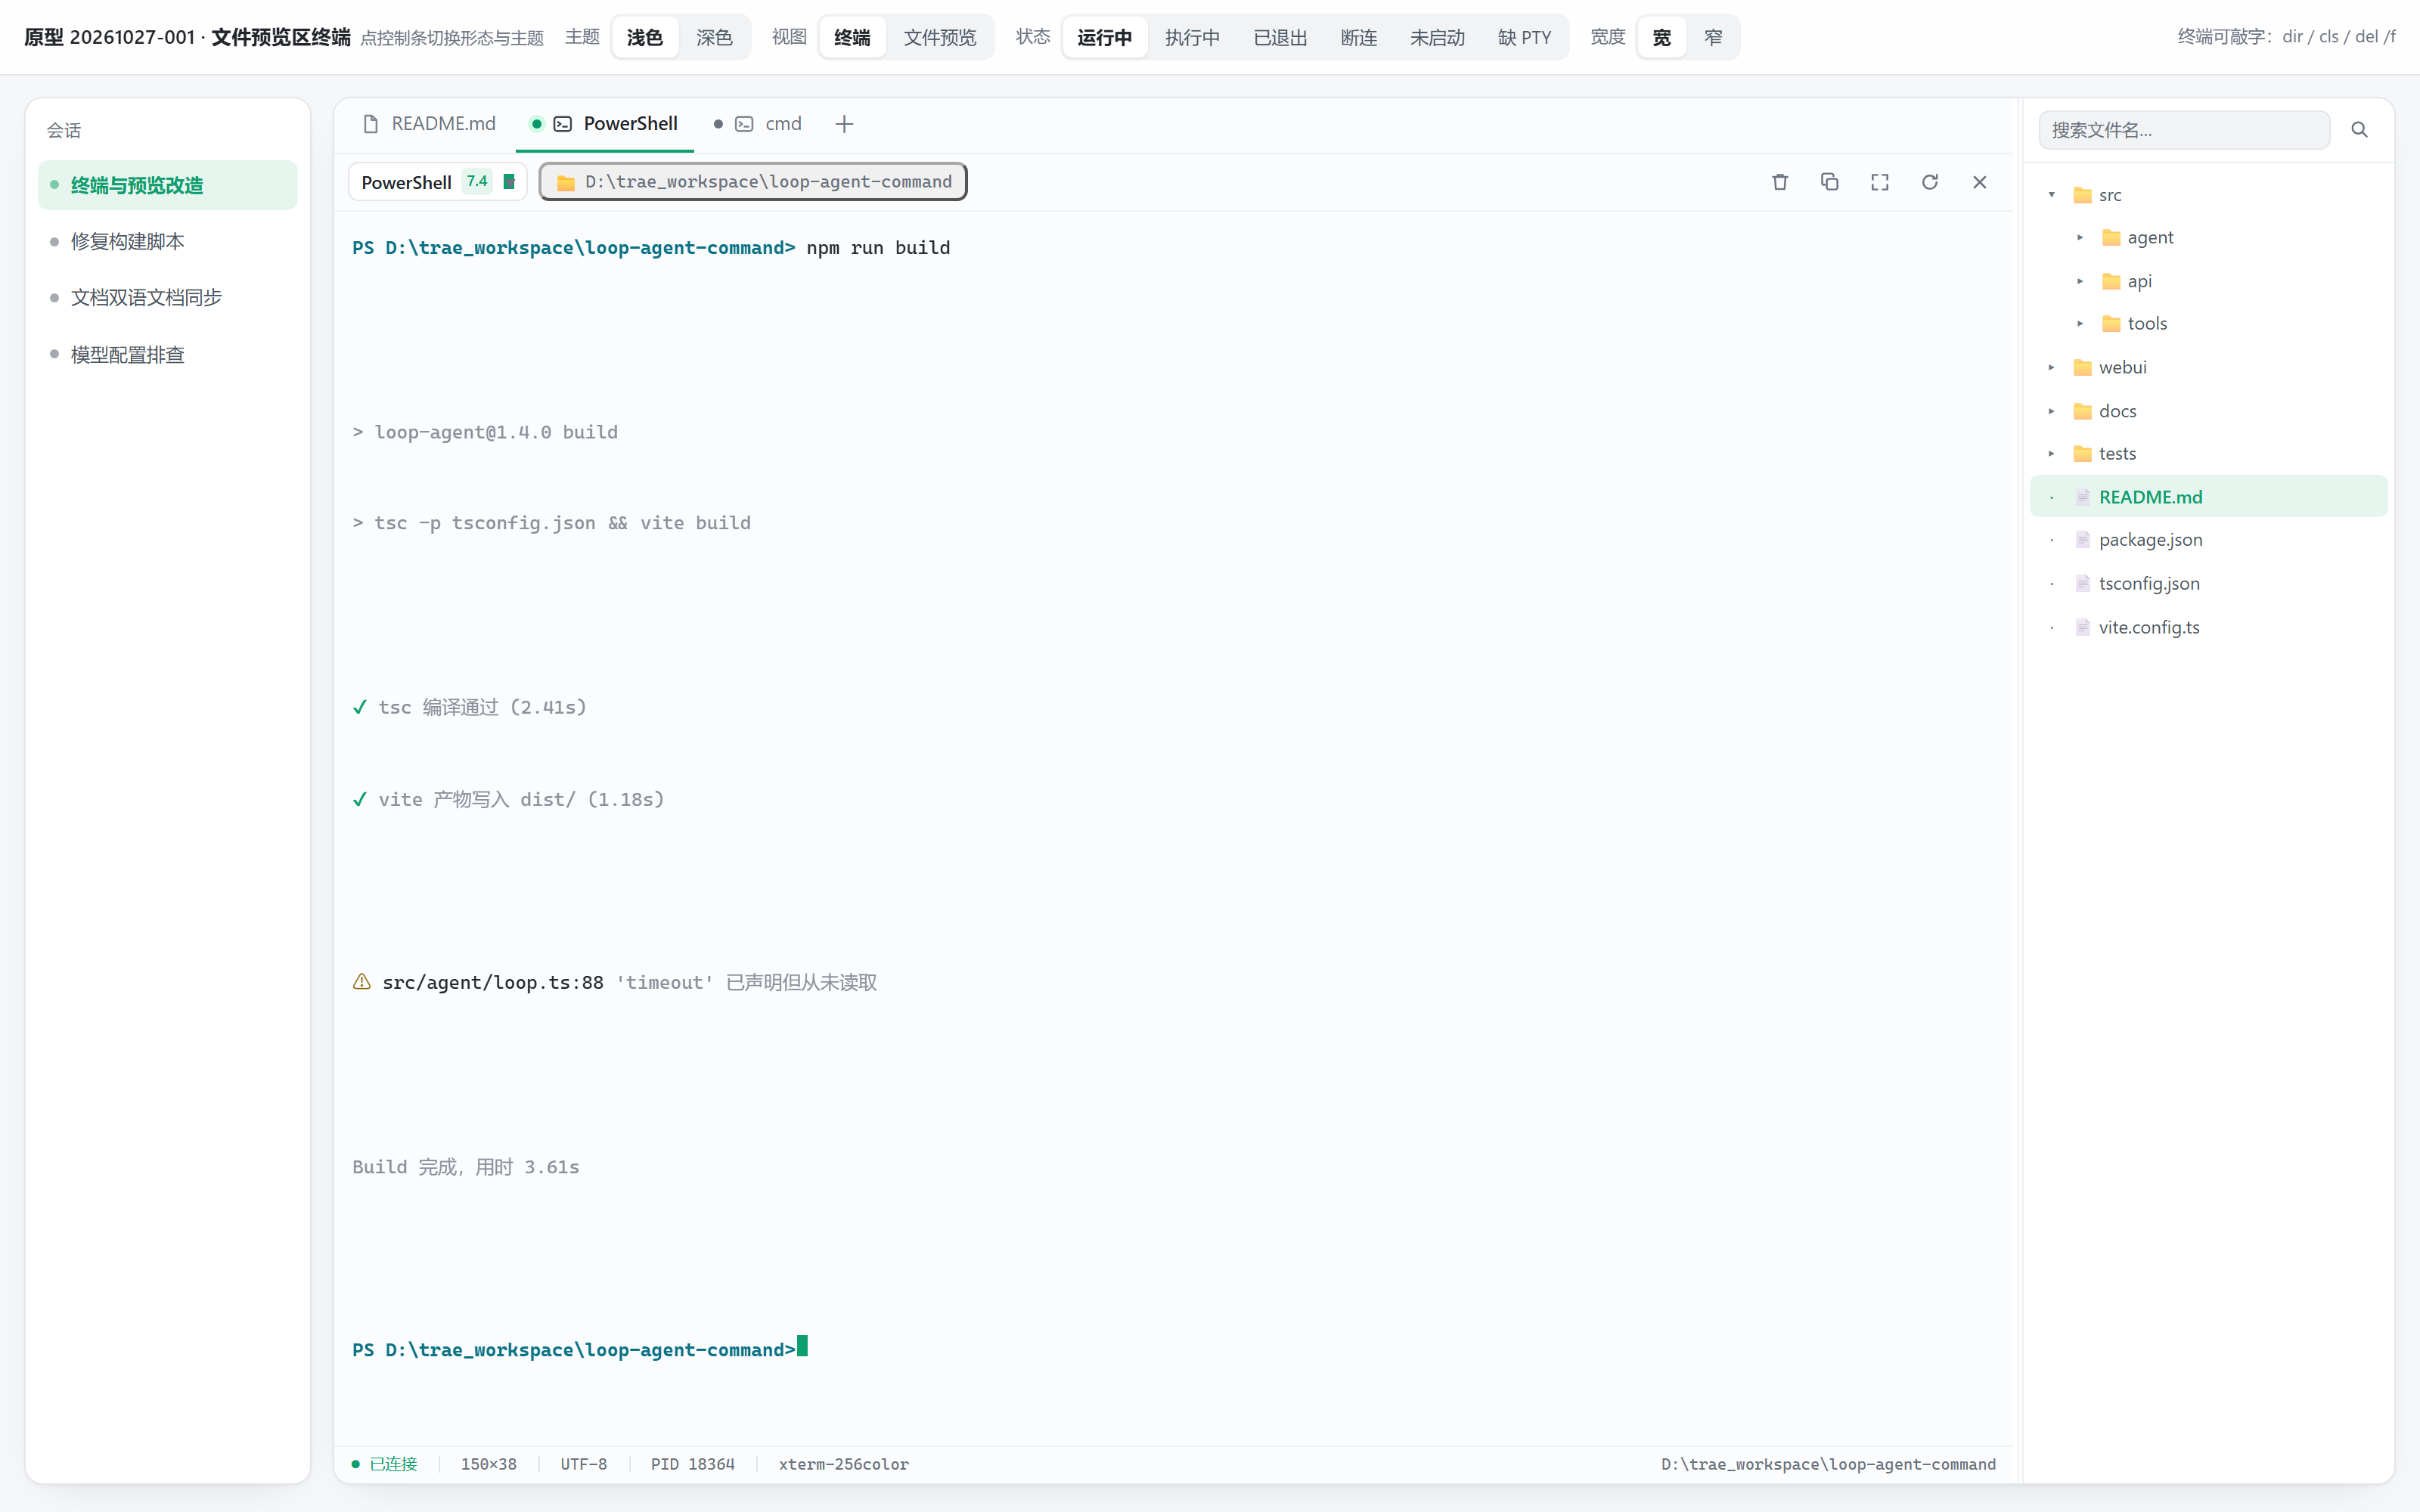 原型 20261027-001 · 文件预览区终端 点控制条切换形态与主题 主题 浅色 深色 视图 终端 文件预览 状态 运行中 执行中 已退出 断连 未启动 缺 PTY 宽度 宽 窄 终端可敲字：dir / cls / del /f
会话
终端与预览改造
修复构建脚本
文档双语文档同步
模型配置排查
README.md PowerShell cmd
PowerShell 7.4 D:\trae_workspace\loop-agent-command
PS D:\trae_workspace\loop-agent-command> npm run build
> loop-agent@1.4.0 build
> tsc -p tsconfig.json && vite build
✓ tsc 编译通过 (2.41s)
✓ vite 产物写入 dist/ (1.18s)
⚠ src/agent/loop.ts:88 'timeout' 已声明但从未读取
Build 完成，用时 3.61s
PS D:\trae_workspace\loop-agent-command>
已连接 150×38 UTF-8 PID 18364 xterm-256color D:\trae_workspace\loop-agent-command
搜索文件名...
src
agent
api
tools
webui
docs
tests
README.md
package.json
tsconfig.json
vite.config.ts